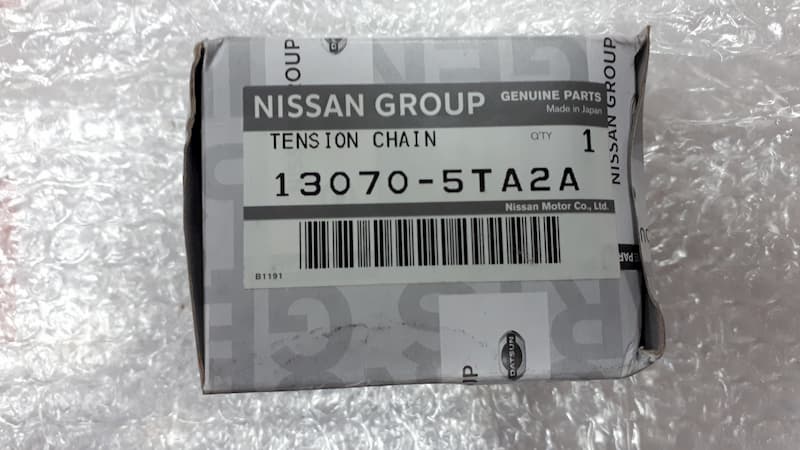 NISSAN GROUP
GENUINE PARTS
Made in Japan
TENSION CHAIN
QTY
1
13070-5TA2A
Nissan Motor Co., Ltd.
B1191
NISSAN GROUP
DATSUN
DATSUN